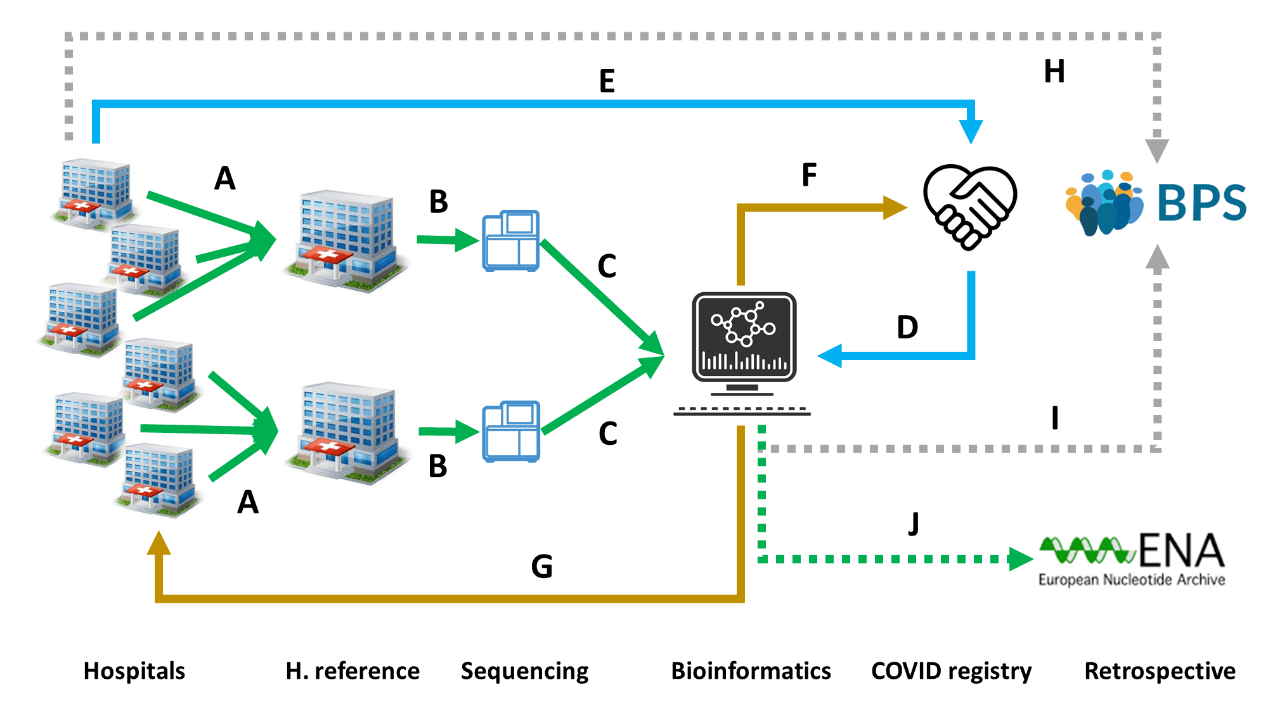 H
E
A
F
B
BPS
C
D
I
C
B
A
J
ENA
European Nucleotide Archive
G
Hospitals
H. reference
Sequencing
Bioinformatics
COVID registry
Retrospective